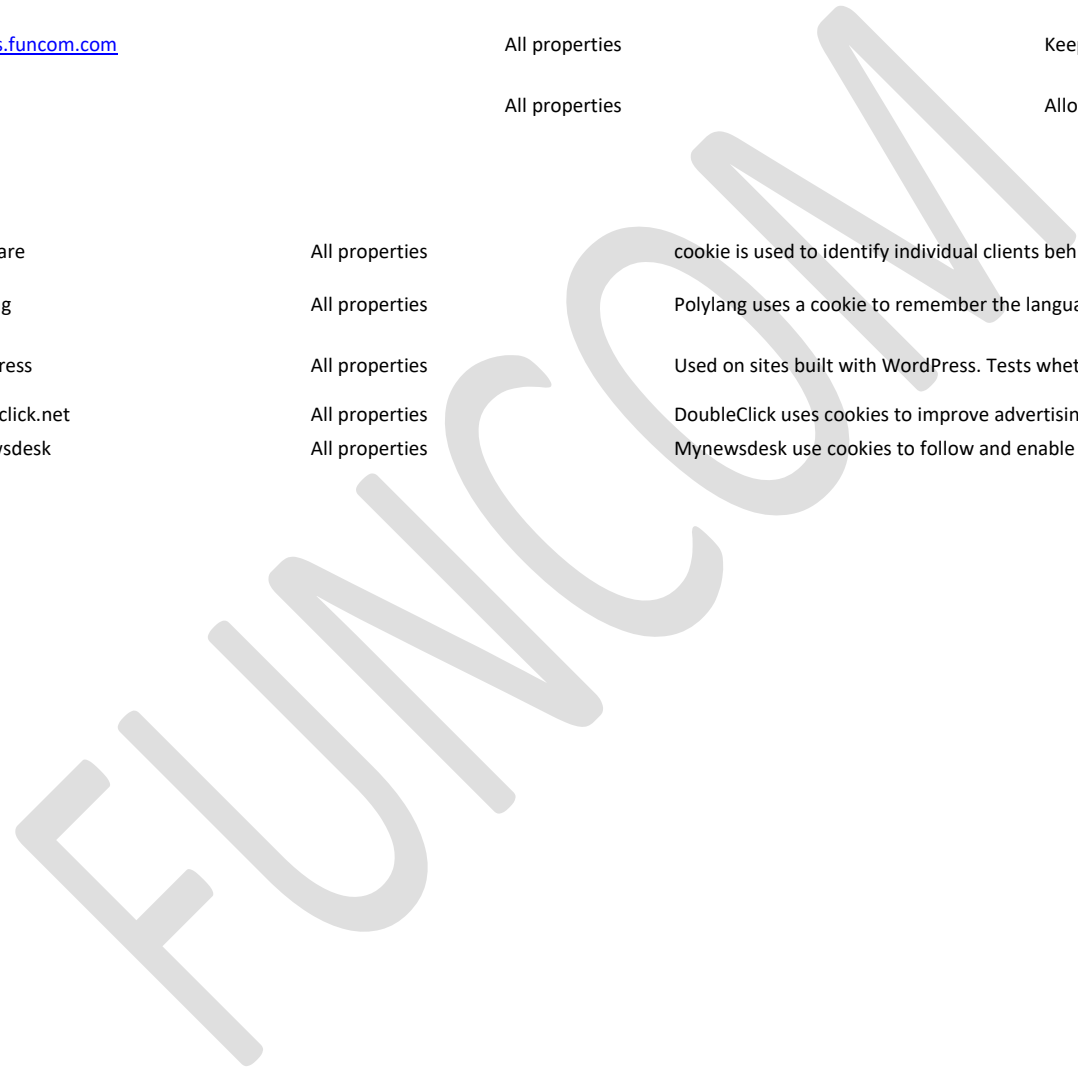 s.funcom.com All properties Keep
All properties Allo
are All properties cookie is used to identify individual clients beh
g All properties Polylang uses a cookie to remember the langua
ress All properties Used on sites built with WordPress. Tests whet
click.net All properties DoubleClick uses cookies to improve advertisin
vsdesk All properties Mynewsdesk use cookies to follow and enable
FUNCOM